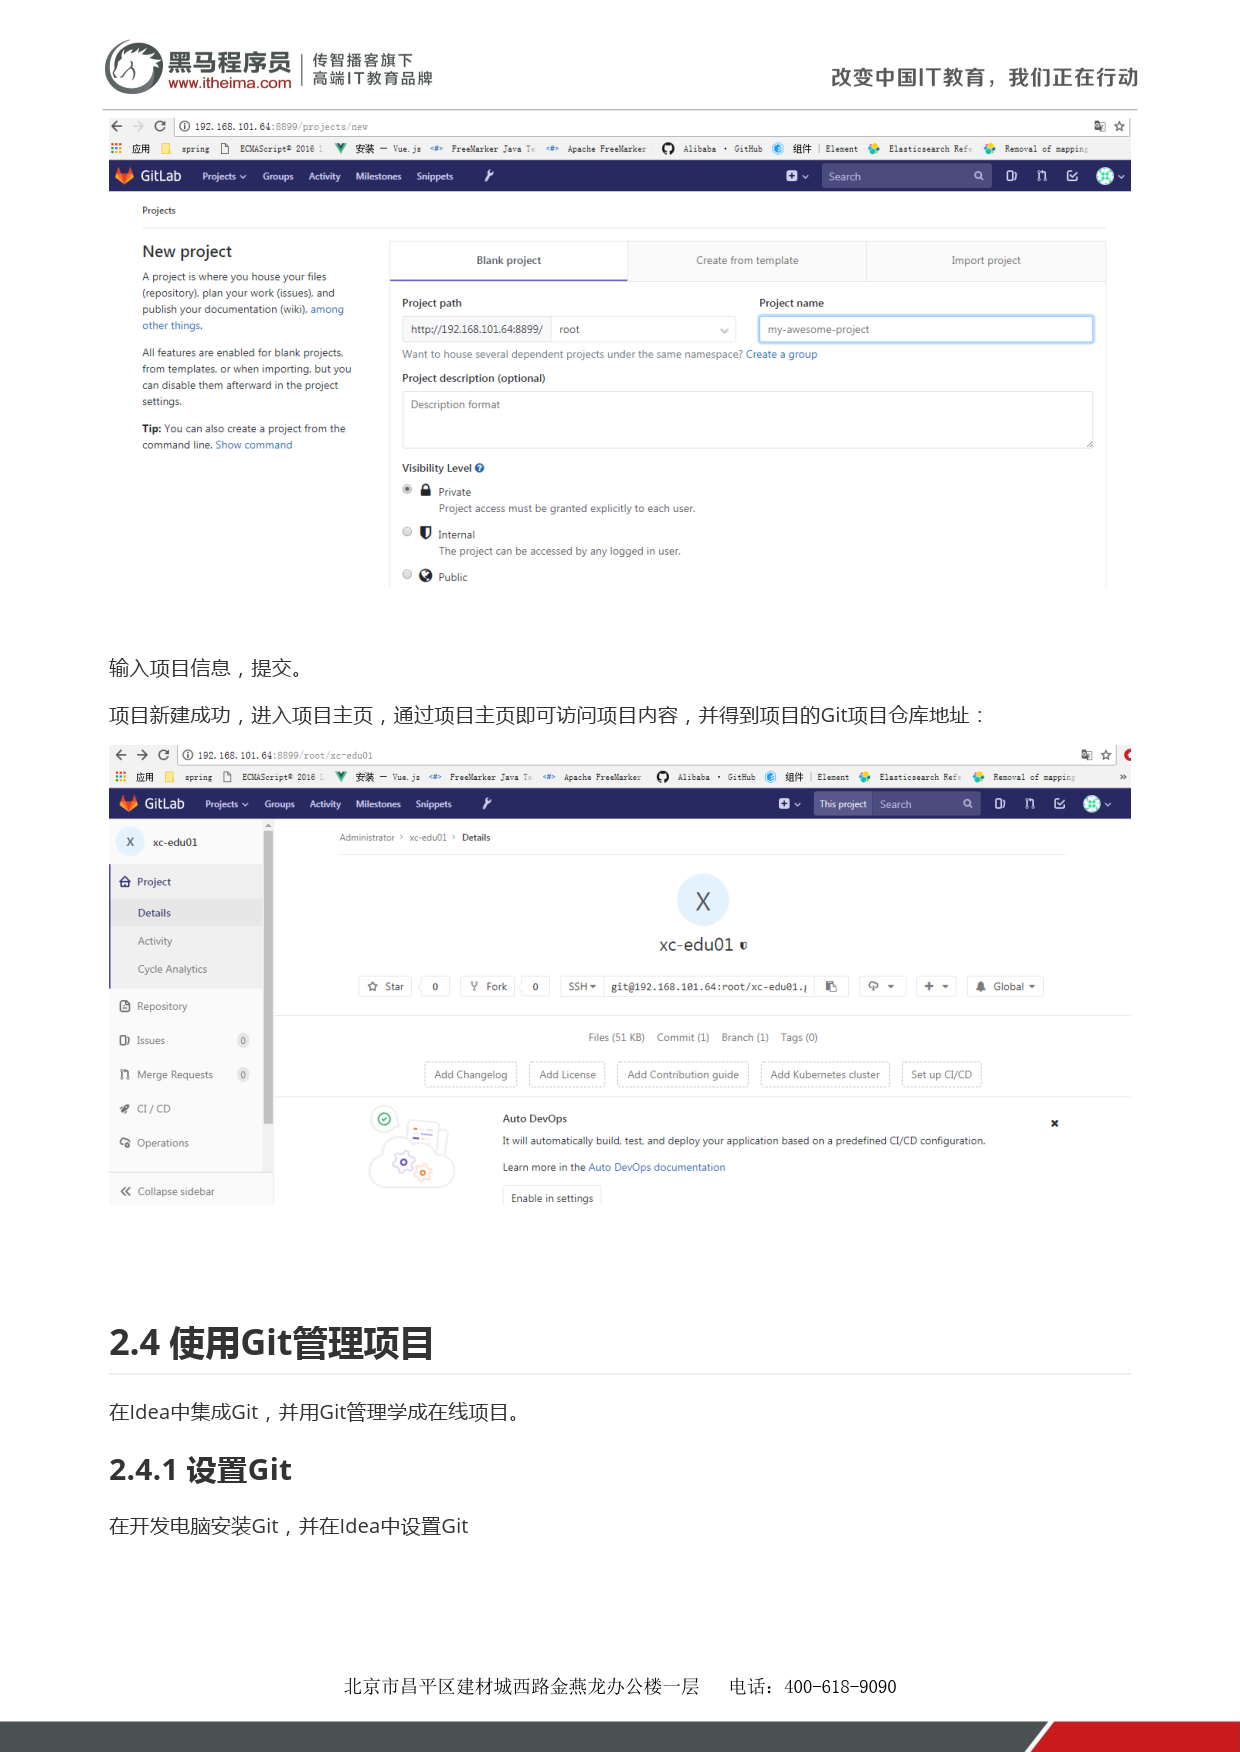 黑马程序员
www.itheima.com
传智播客旗下
高端IT教育品牌
改变中国IT教育，我们正在行动
192.168.101.64:8899/projects/new
应用 spring ECMAScript® 2016 安装 — Vue.js FreeMarker Java Te Apache FreeMarker Alibaba · GitHub 组件 | Element Elasticsearch Refe Removal of mapping
GitLab Projects Groups Activity Milestones Snippets Search
Projects
New project
A project is where you house your files
(repository), plan your work (issues), and
publish your documentation (wiki), among
other things.
All features are enabled for blank projects,
from templates, or when importing, but you
can disable them afterward in the project
settings.
Tip: You can also create a project from the
command line. Show command
Blank project Create from template Import project
Project path Project name
http://192.168.101.64:8899/ root my-awesome-project
Want to house several dependent projects under the same namespace? Create a group
Project description (optional)
Description format
Visibility Level
Private
Project access must be granted explicitly to each user.
Internal
The project can be accessed by any logged in user.
Public
输入项目信息，提交。
项目新建成功，进入项目主页，通过项目主页即可访问项目内容，并得到项目的Git项目仓库地址：
192.168.101.64:8899/root/xc-edu01
应用 spring ECMAScript® 2016 安装 — Vue.js FreeMarker Java Te Apache FreeMarker Alibaba · GitHub 组件 | Element Elasticsearch Refe Removal of mapping »
GitLab Projects Groups Activity Milestones Snippets This project Search
X xc-edu01
Project
Details
Activity
Cycle Analytics
Repository
Issues 0
Merge Requests 0
CI / CD
Operations
Collapse sidebar
Administrator > xc-edu01 > Details
X
xc-edu01
Star 0 Fork 0 SSH git@192.168.101.64:root/xc-edu01.g Global
Files (51 KB) Commit (1) Branch (1) Tags (0)
Add Changelog Add License Add Contribution guide Add Kubernetes cluster Set up CI/CD
Auto DevOps
It will automatically build, test, and deploy your application based on a predefined CI/CD configuration.
Learn more in the Auto DevOps documentation
Enable in settings
2.4 使用Git管理项目
在Idea中集成Git，并用Git管理学成在线项目。
2.4.1 设置Git
在开发电脑安装Git，并在Idea中设置Git
北京市昌平区建材城西路金燕龙办公楼一层 电话：400-618-9090